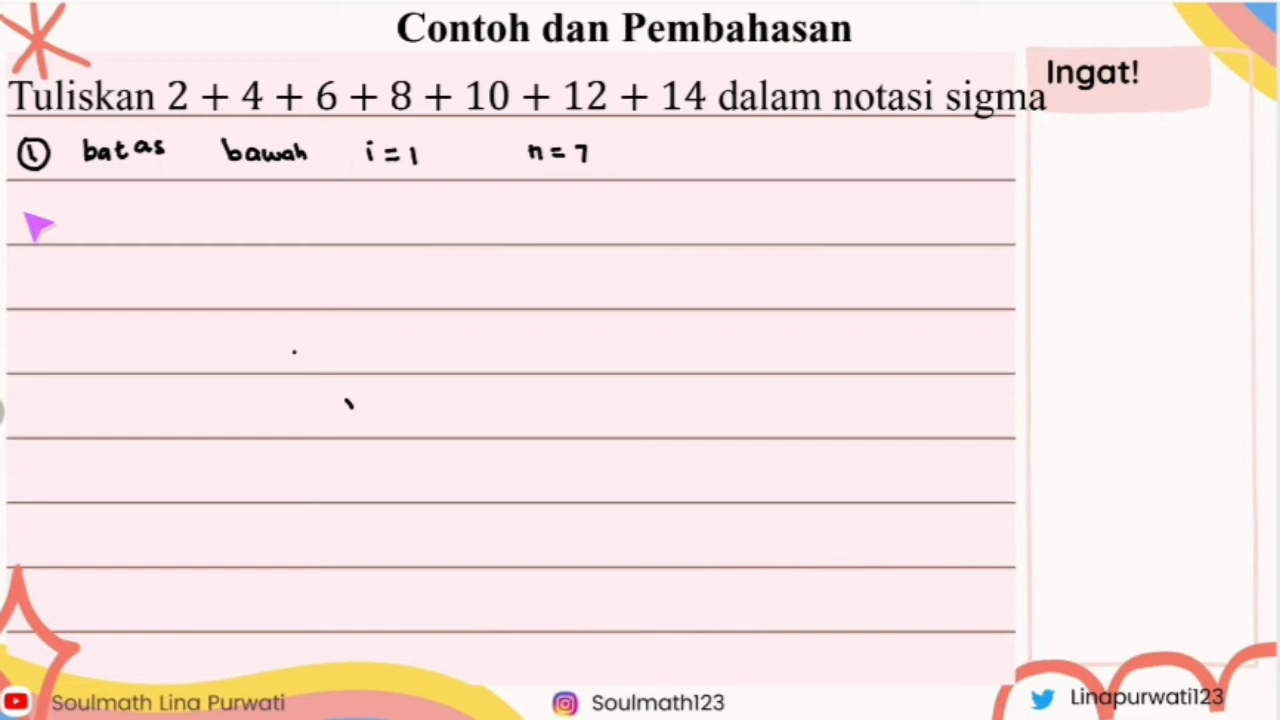 Contoh dan Pembahasan
Tuliskan 2 + 4 + 6 + 8 + 10 + 12 + 14 dalam notasi sigma
Ingat!
① batas bawah i = 1 n = 7
Soulmath Lina Purwati
Soulmath123
Linapurwati123